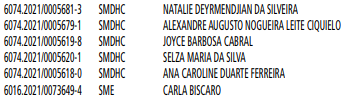 6074.2021/0005681-3 SMDHC NATALIE DEYRMENDJIAN DA SILVEIRA
6074.2021/0005679-1 SMDHC ALEXANDRE AUGUSTO NOGUEIRA LEITE CIQUIELO
6074.2021/0005619-8 SMDHC JOYCE BARBOSA CABRAL
6074.2021/0005620-1 SMDHC SELZA MARIA DA SILVA
6074.2021/0005618-0 SMDHC ANA CAROLINE DUARTE FERREIRA
6016.2021/0073649-4 SME CARLA BISCARO